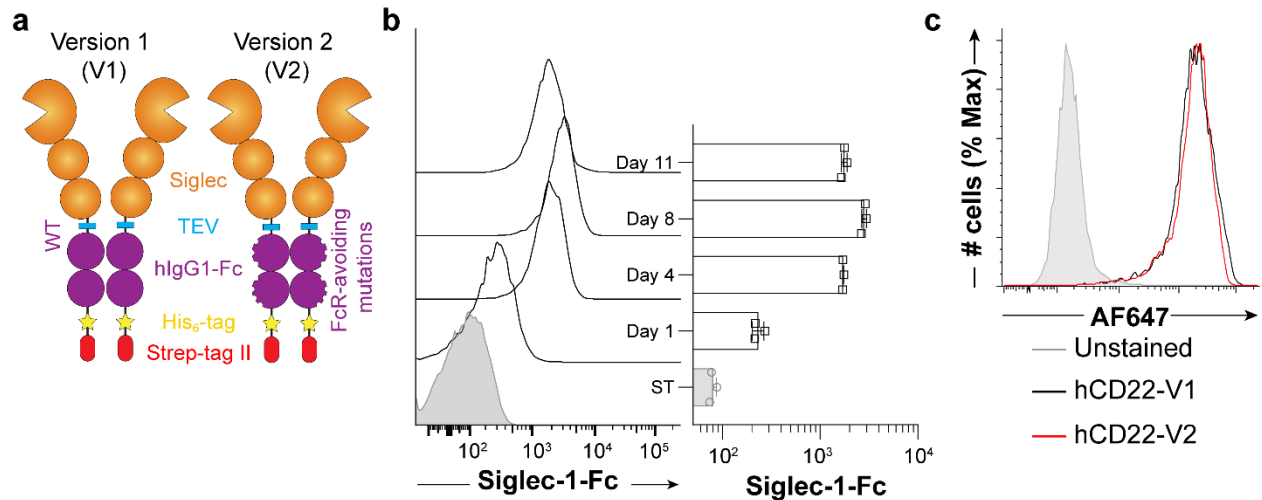 a
Version 1
(V1)
Version 2
(V2)
Siglec
TEV
WT
hIgG1-Fc
FcR-avoiding
mutations
His₆-tag
Strep-tag II
b
Day 11
Day 8
Day 4
Day 1
ST
10² 10³ 10⁴ 10⁵
Siglec-1-Fc
10² 10³ 10⁴
Siglec-1-Fc
c
# cells (% Max)
AF647
Unstained
hCD22-V1
hCD22-V2